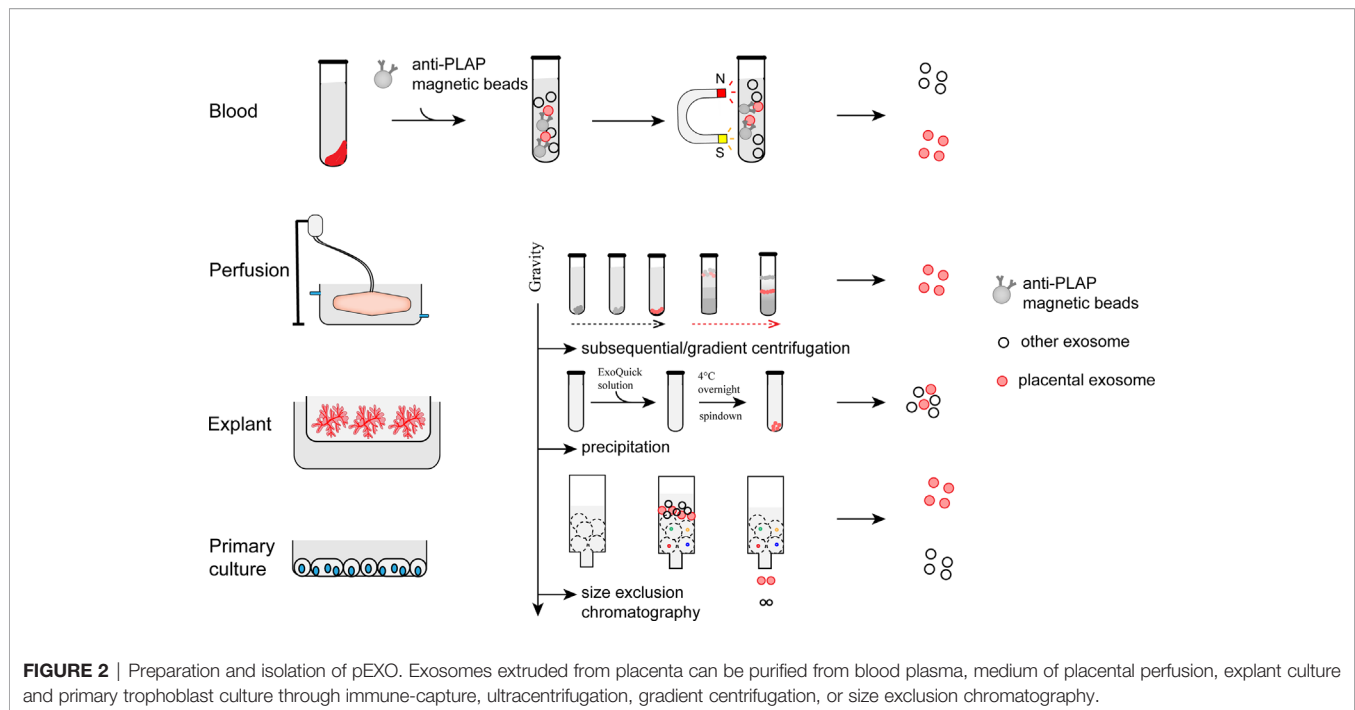 Blood
anti-PLAP
magnetic beads
N
S
Perfusion
Gravity
anti-PLAP
magnetic beads
other exosome
placental exosome
subsequential/gradient centrifugation
ExoQuick
solution
4°C
overnight
spindown
Explant
precipitation
Primary
culture
size exclusion
chromatography
FIGURE 2 | Preparation and isolation of pEXO. Exosomes extruded from placenta can be purified from blood plasma, medium of placental perfusion, explant culture
and primary trophoblast culture through immune-capture, ultracentrifugation, gradient centrifugation, or size exclusion chromatography.